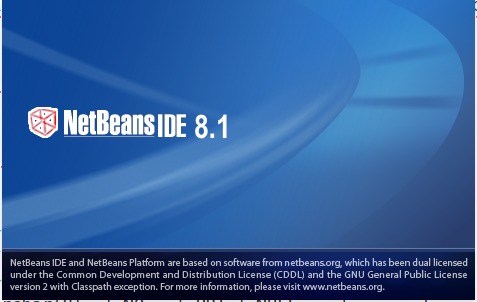 NetBeans IDE 8.1
NetBeans IDE and NetBeans Platform are based on software from netbeans.org, which has been dual licensed
under the Common Development and Distribution License (CDDL) and the GNU General Public License
version 2 with Classpath exception. For more information, please visit www.netbeans.org.